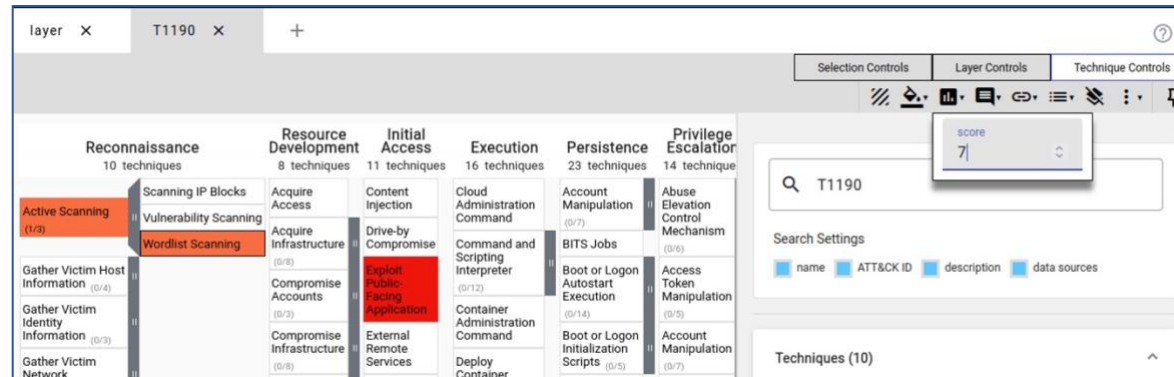 layer ×
T1190 ×
+
Selection Controls
Layer Controls
Technique Controls
score
7
Reconnaissance
10 techniques
Resource
Development
8 techniques
Initial
Access
11 techniques
Execution
16 techniques
Persistence
23 techniques
Privilege
Escalation
14 technique
Active Scanning
(1/3)
Scanning IP Blocks
Vulnerability Scanning
Wordlist Scanning
Gather Victim Host
Information (0/4)
Gather Victim
Identity
Information (0/3)
Gather Victim
Network
Acquire
Access
Acquire
Infrastructure
(0/8)
Compromise
Accounts
(0/3)
Compromise
Infrastructure
(0/8)
Content
Injection
Drive-by
Compromise
Exploit
Public-
Facing
Application
External
Remote
Services
Cloud
Administration
Command
Command and
Scripting
Interpreter
(0/12)
Container
Administration
Command
Deploy
Container
Account
Manipulation
(0/7)
BITS Jobs
Boot or Logon
Autostart
Execution
(0/14)
Boot or Logon
Initialization
Scripts (0/5)
Abuse
Elevation
Control
Mechanism
(0/6)
Access
Token
Manipulation
(0/5)
Account
Manipulation
(0/7)
T1190
Search Settings
name ATT&CK ID description data sources
Techniques (10)